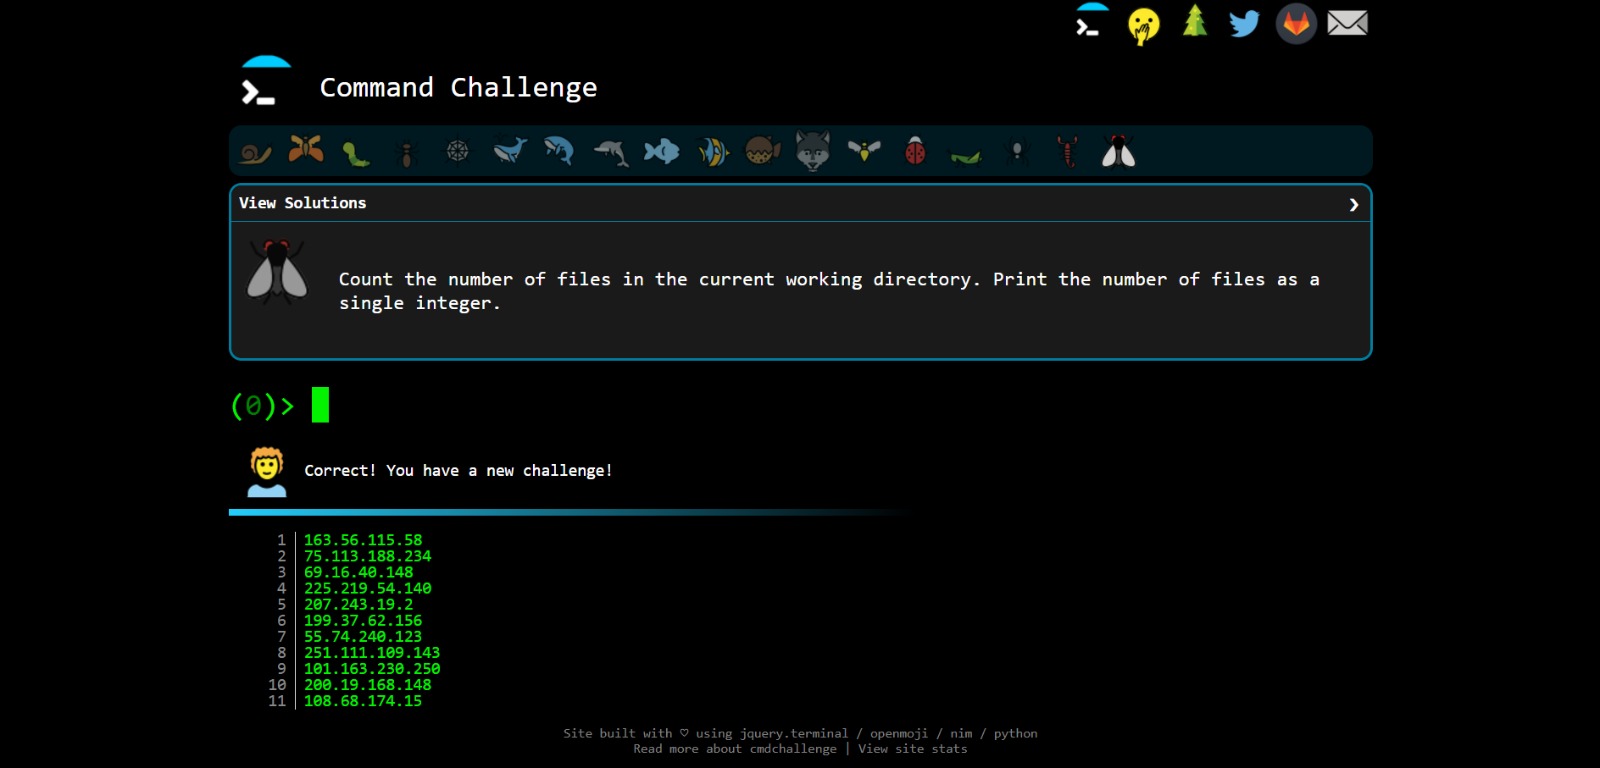 Command Challenge
View Solutions
Count the number of files in the current working directory. Print the number of files as a
single integer.
(0)>
Correct! You have a new challenge!
1 163.56.115.58
2 75.113.188.234
3 69.16.40.148
4 225.219.54.140
5 207.243.19.2
6 199.37.62.156
7 55.74.240.123
8 251.111.109.143
9 101.163.230.250
10 200.19.168.148
11 108.68.174.15
Site built with ♡ using jquery.terminal / openmoji / nim / python
Read more about cmdchallenge | View site stats